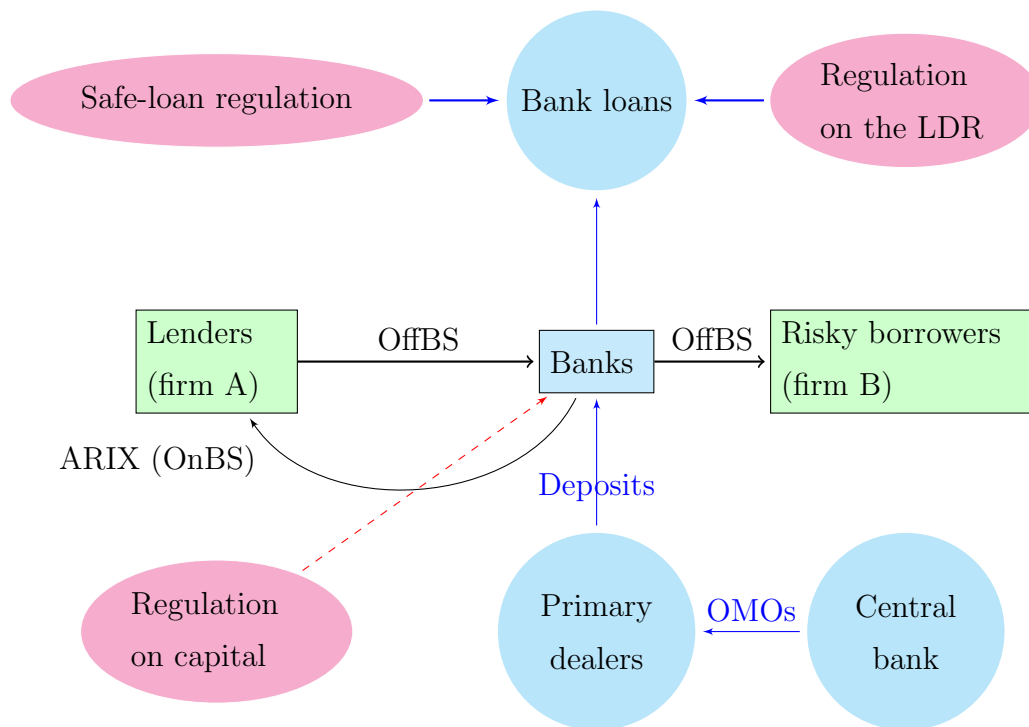 Safe-loan regulation
Bank loans
Regulation
on the LDR
Lenders
(firm A)
OffBS
Banks
OffBS
Risky borrowers
(firm B)
ARIX (OnBS)
Deposits
Regulation
on capital
Primary
dealers
OMOs
Central
bank